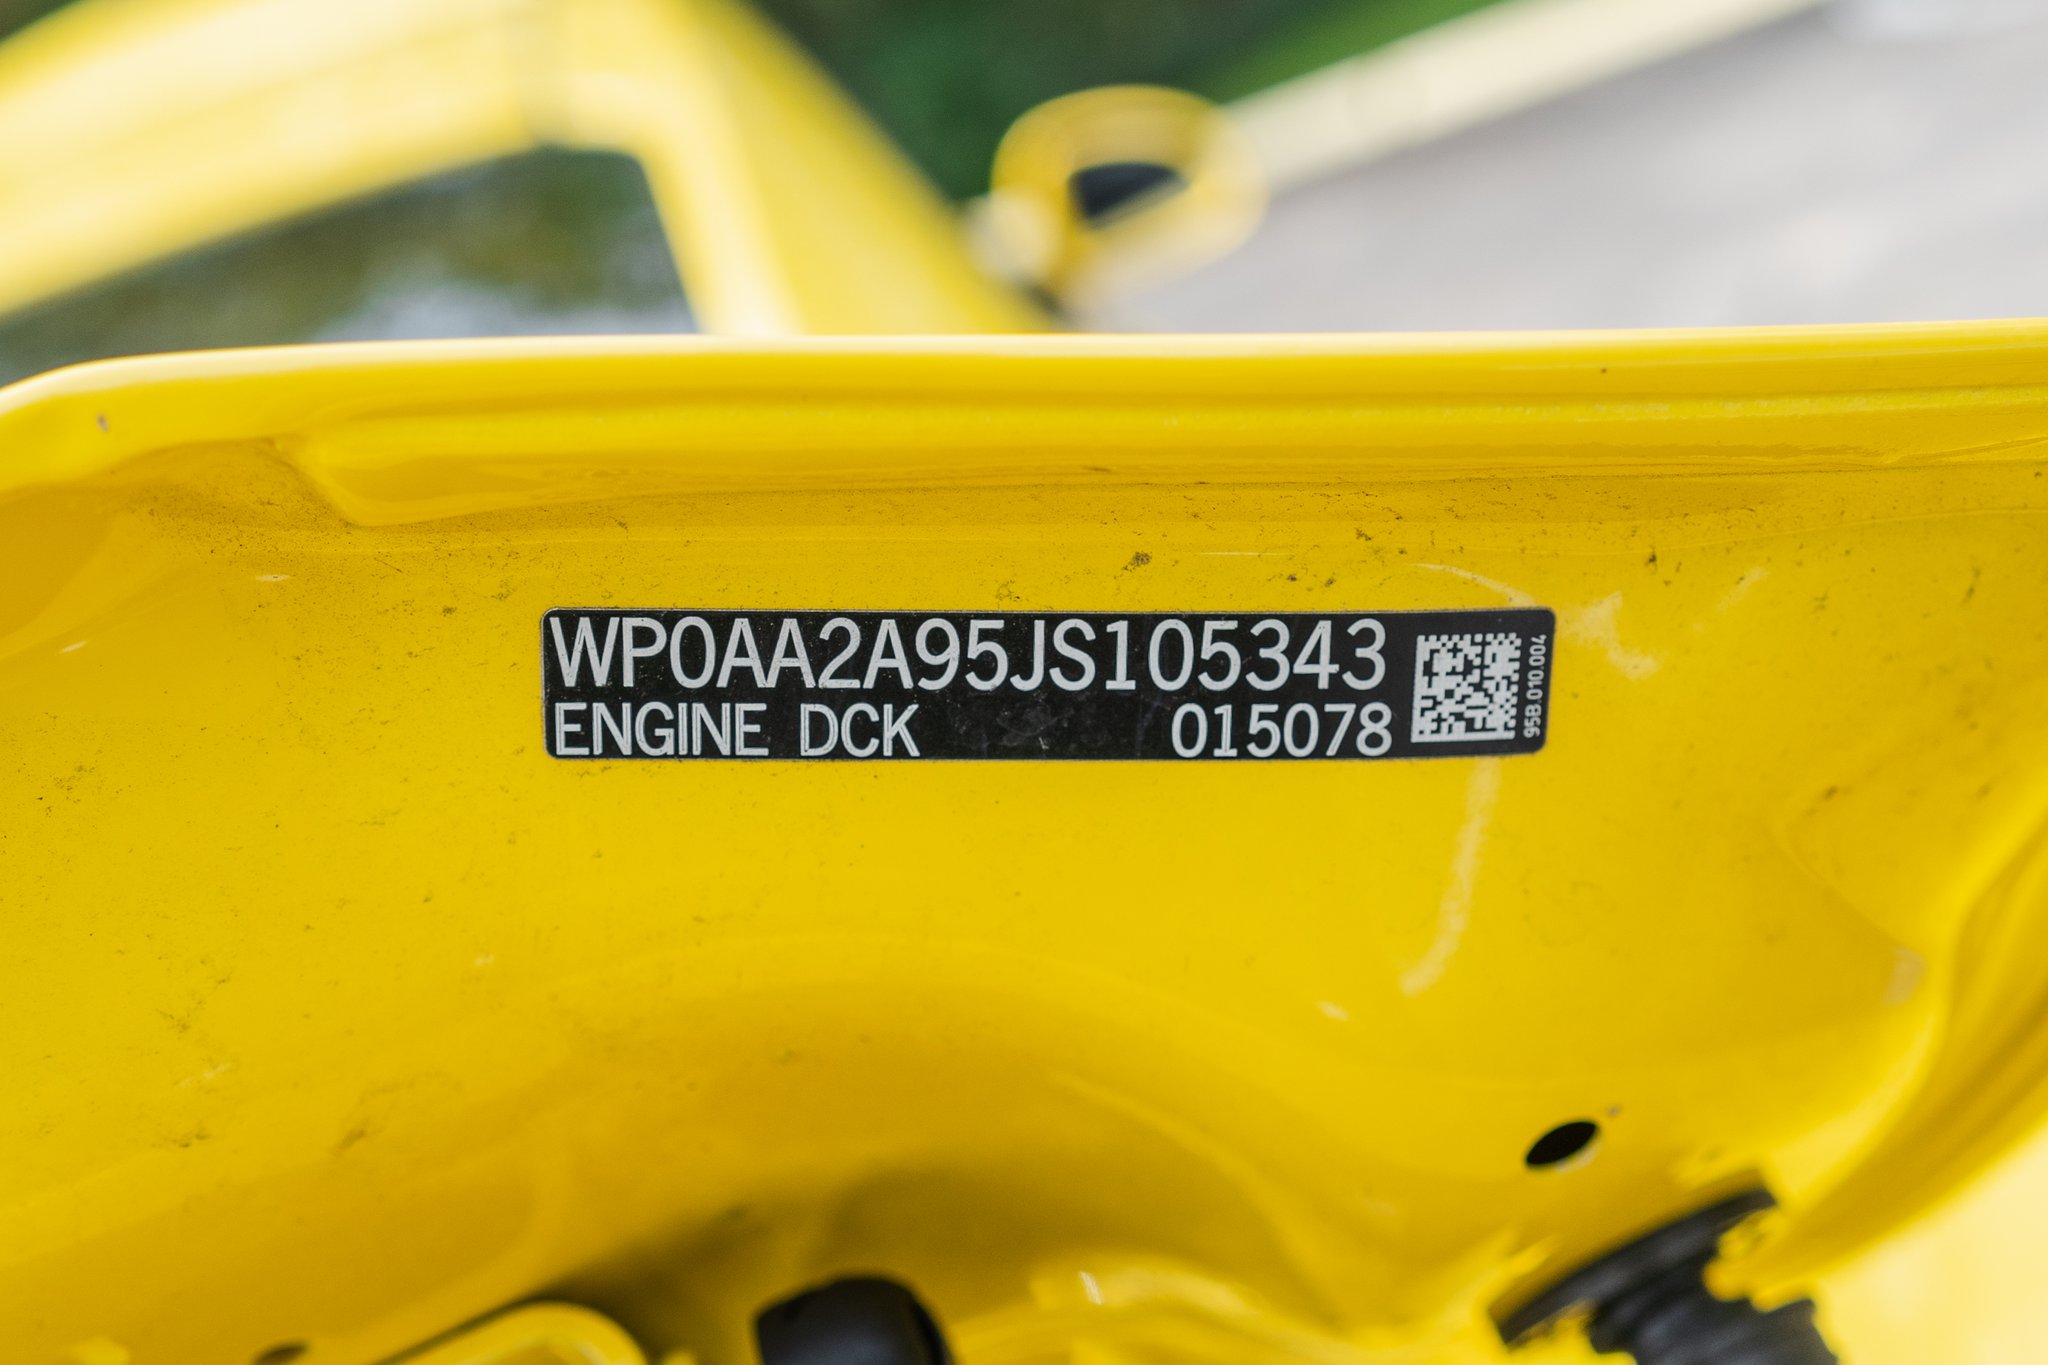 WP0AA2A95JS105343
ENGINE DCK 015078
95B.010.004